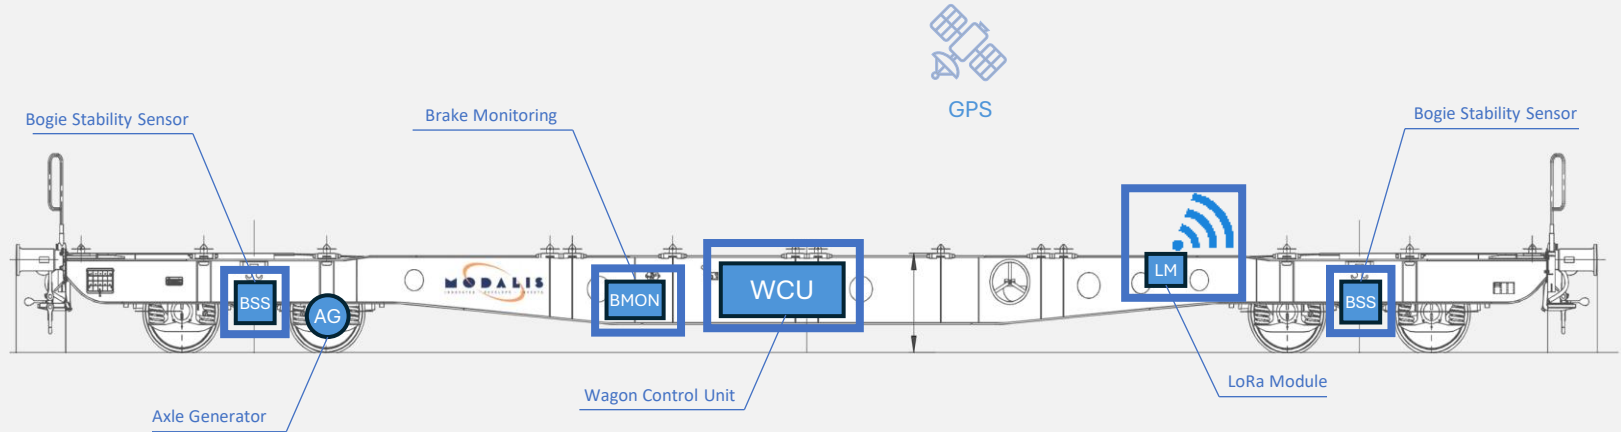 GPS
Bogie Stability Sensor
Brake Monitoring
Bogie Stability Sensor
LM
MODALIS
BSS
AG
BMON
WCU
BSS
Wagon Control Unit
LoRa Module
Axle Generator